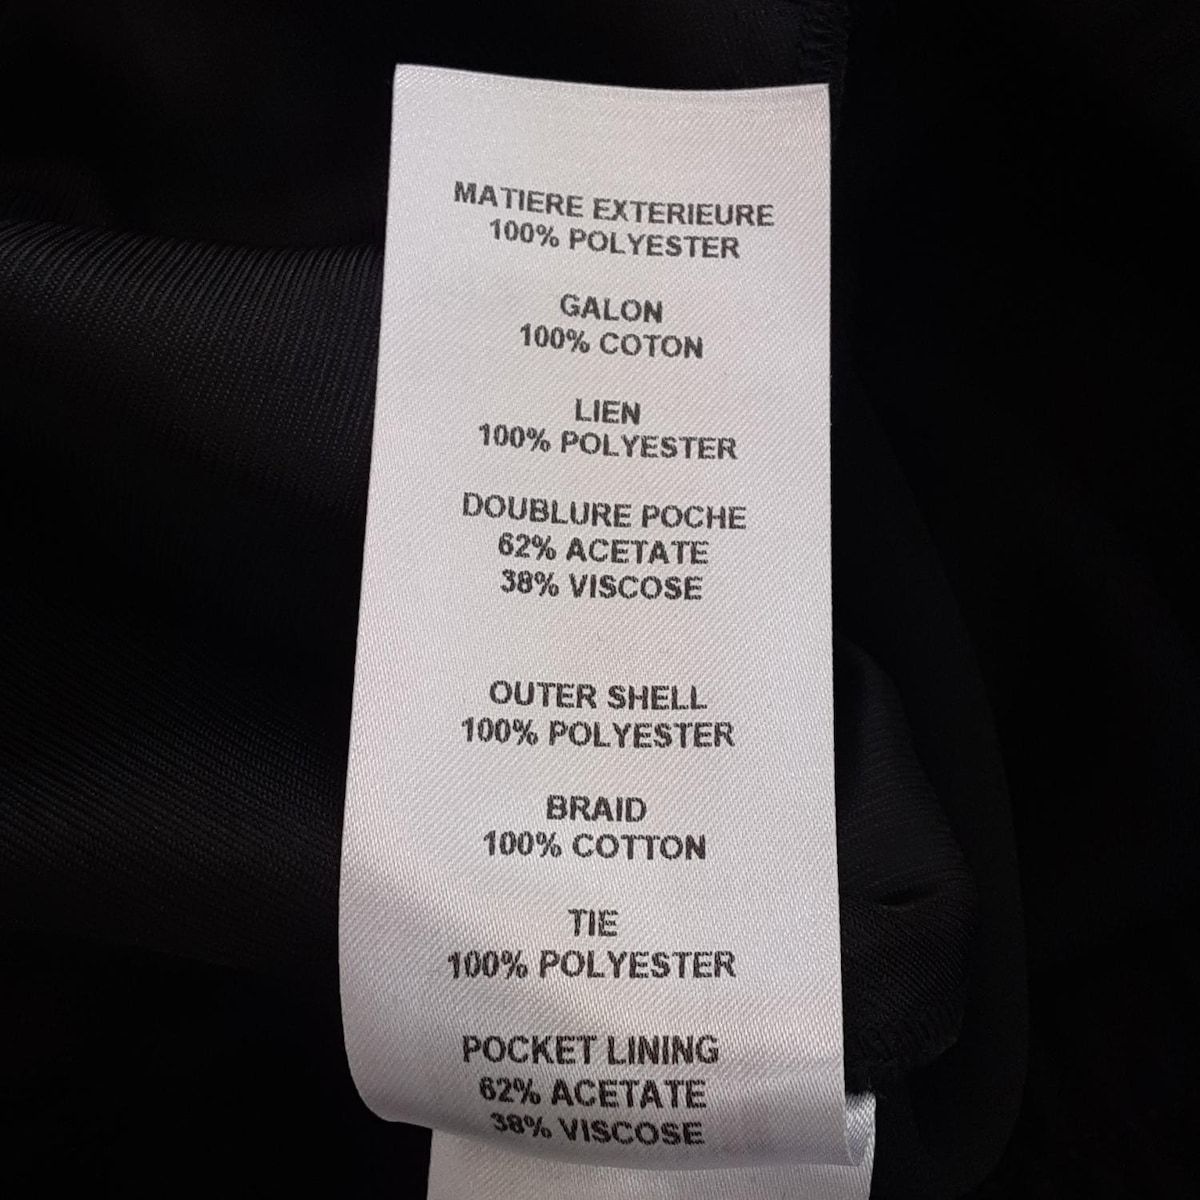 MATIERE EXTERIEURE
100% POLYESTER
GALON
100% COTON
LIEN
100% POLYESTER
DOUBLURE POCHE
62% ACETATE
38% VISCOSE
OUTER SHELL
100% POLYESTER
BRAID
100% COTTON
TIE
100% POLYESTER
POCKET LINING
62% ACETATE
38% VISCOSE